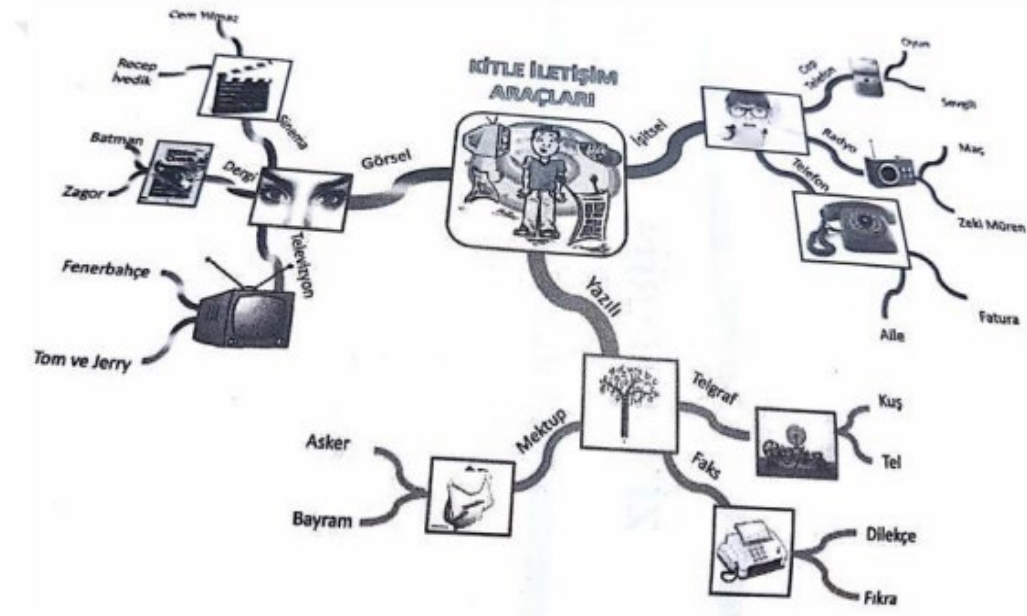 KİTLE İLETİŞİM
ARAÇLARI
Görsel
Sinema
Cem Yılmaz
Recep
İvedik
Dergi
Batman
Zagor
Televizyon
Fenerbahçe
Tom ve Jerry
İşitsel
Cep
Telefon
Oyun
Sevgili
Radyo
Maç
Zeki Müren
Telefon
Aile
Fatura
Yazılı
Telgraf
Kuş
Tel
Faks
Dilekçe
Fıkra
Mektup
Asker
Bayram